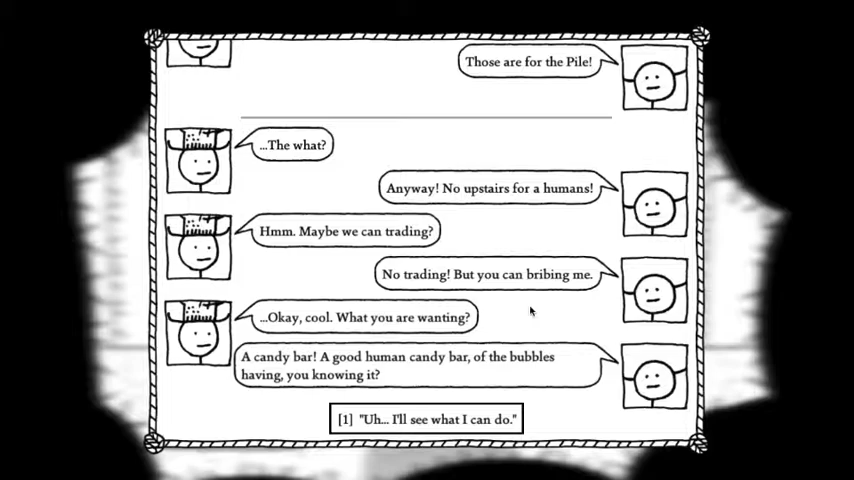 Those are for the Pile!
...The what?
Anyway! No upstairs for a humans!
Hmm. Maybe we can trading?
No trading! But you can bribing me.
...Okay, cool. What you are wanting?
A candy bar! A good human candy bar, of the bubbles
having, you knowing it?
[1] "Uh... I'll see what I can do."